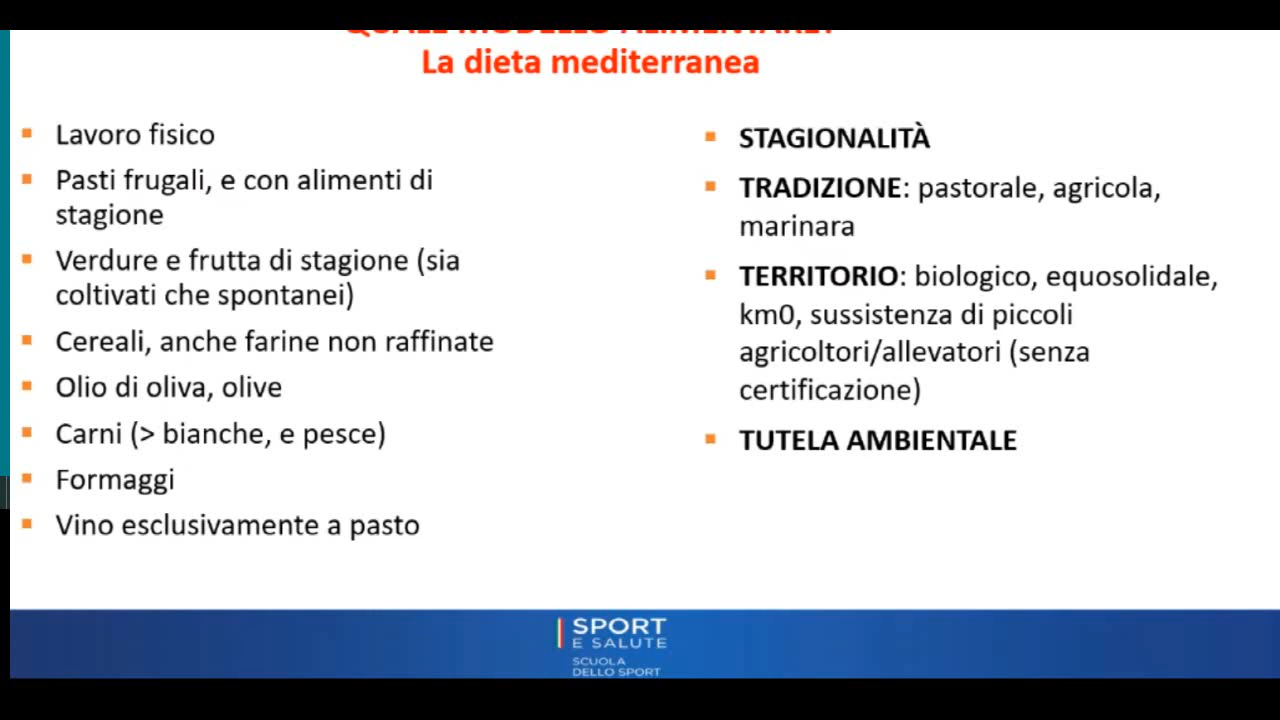 QUALE MODELLO ALIMENTARE?
La dieta mediterranea
Lavoro fisico
Pasti frugali, e con alimenti di
stagione
Verdure e frutta di stagione (sia
coltivati che spontanei)
Cereali, anche farine non raffinate
Olio di oliva, olive
Carni (> bianche, e pesce)
Formaggi
Vino esclusivamente a pasto
STAGIONALITÀ
TRADIZIONE: pastorale, agricola,
marinara
TERRITORIO: biologico, equosolidale,
km0, sussistenza di piccoli
agricoltori/allevatori (senza
certificazione)
TUTELA AMBIENTALE
SPORT
E SALUTE
SCUOLA
DELLO SPORT